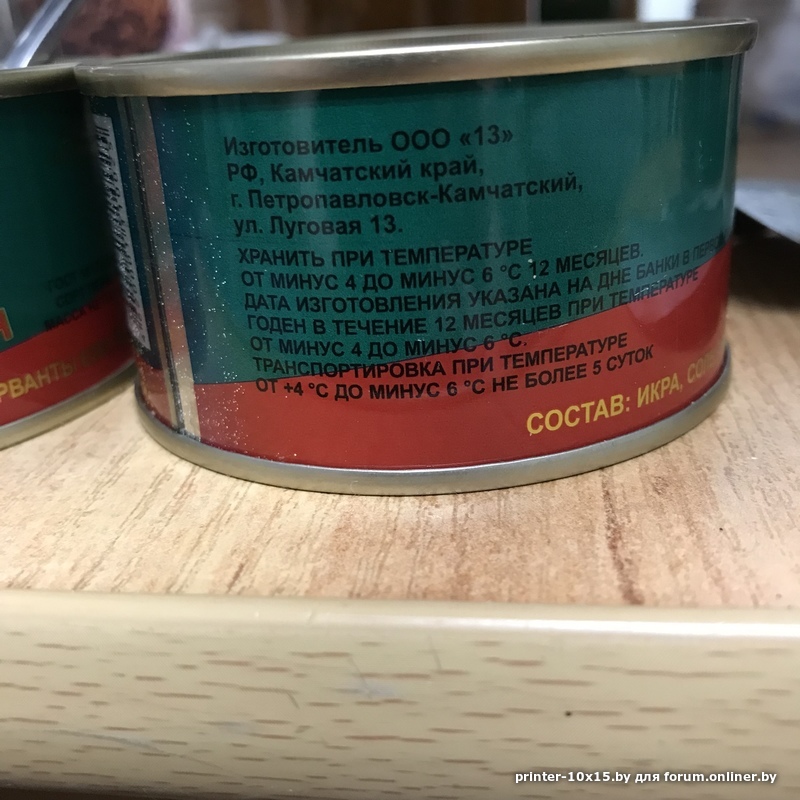 Изготовитель ООО «13»
РФ, Камчатский край,
г. Петропавловск-Камчатский,
ул. Луговая 13.
ХРАНИТЬ ПРИ ТЕМПЕРАТУРЕ
ОТ МИНУС 4 ДО МИНУС 6 °С 12 МЕСЯЦЕВ.
ДАТА ИЗГОТОВЛЕНИЯ УКАЗАНА НА ДНЕ БАНКИ В
ГОДЕН В ТЕЧЕНИЕ 12 МЕСЯЦЕВ ПРИ ТЕМПЕРАТУРЕ
ОТ МИНУС 4 ДО МИНУС 6 °С.
ТРАНСПОРТИРОВКА ПРИ ТЕМПЕРАТУРЕ
ОТ +4 °С ДО МИНУС 6 °С НЕ БОЛЕЕ 5 СУТОК
СОСТАВ: ИКРА,
printer-10x15.by для forum.onliner.by